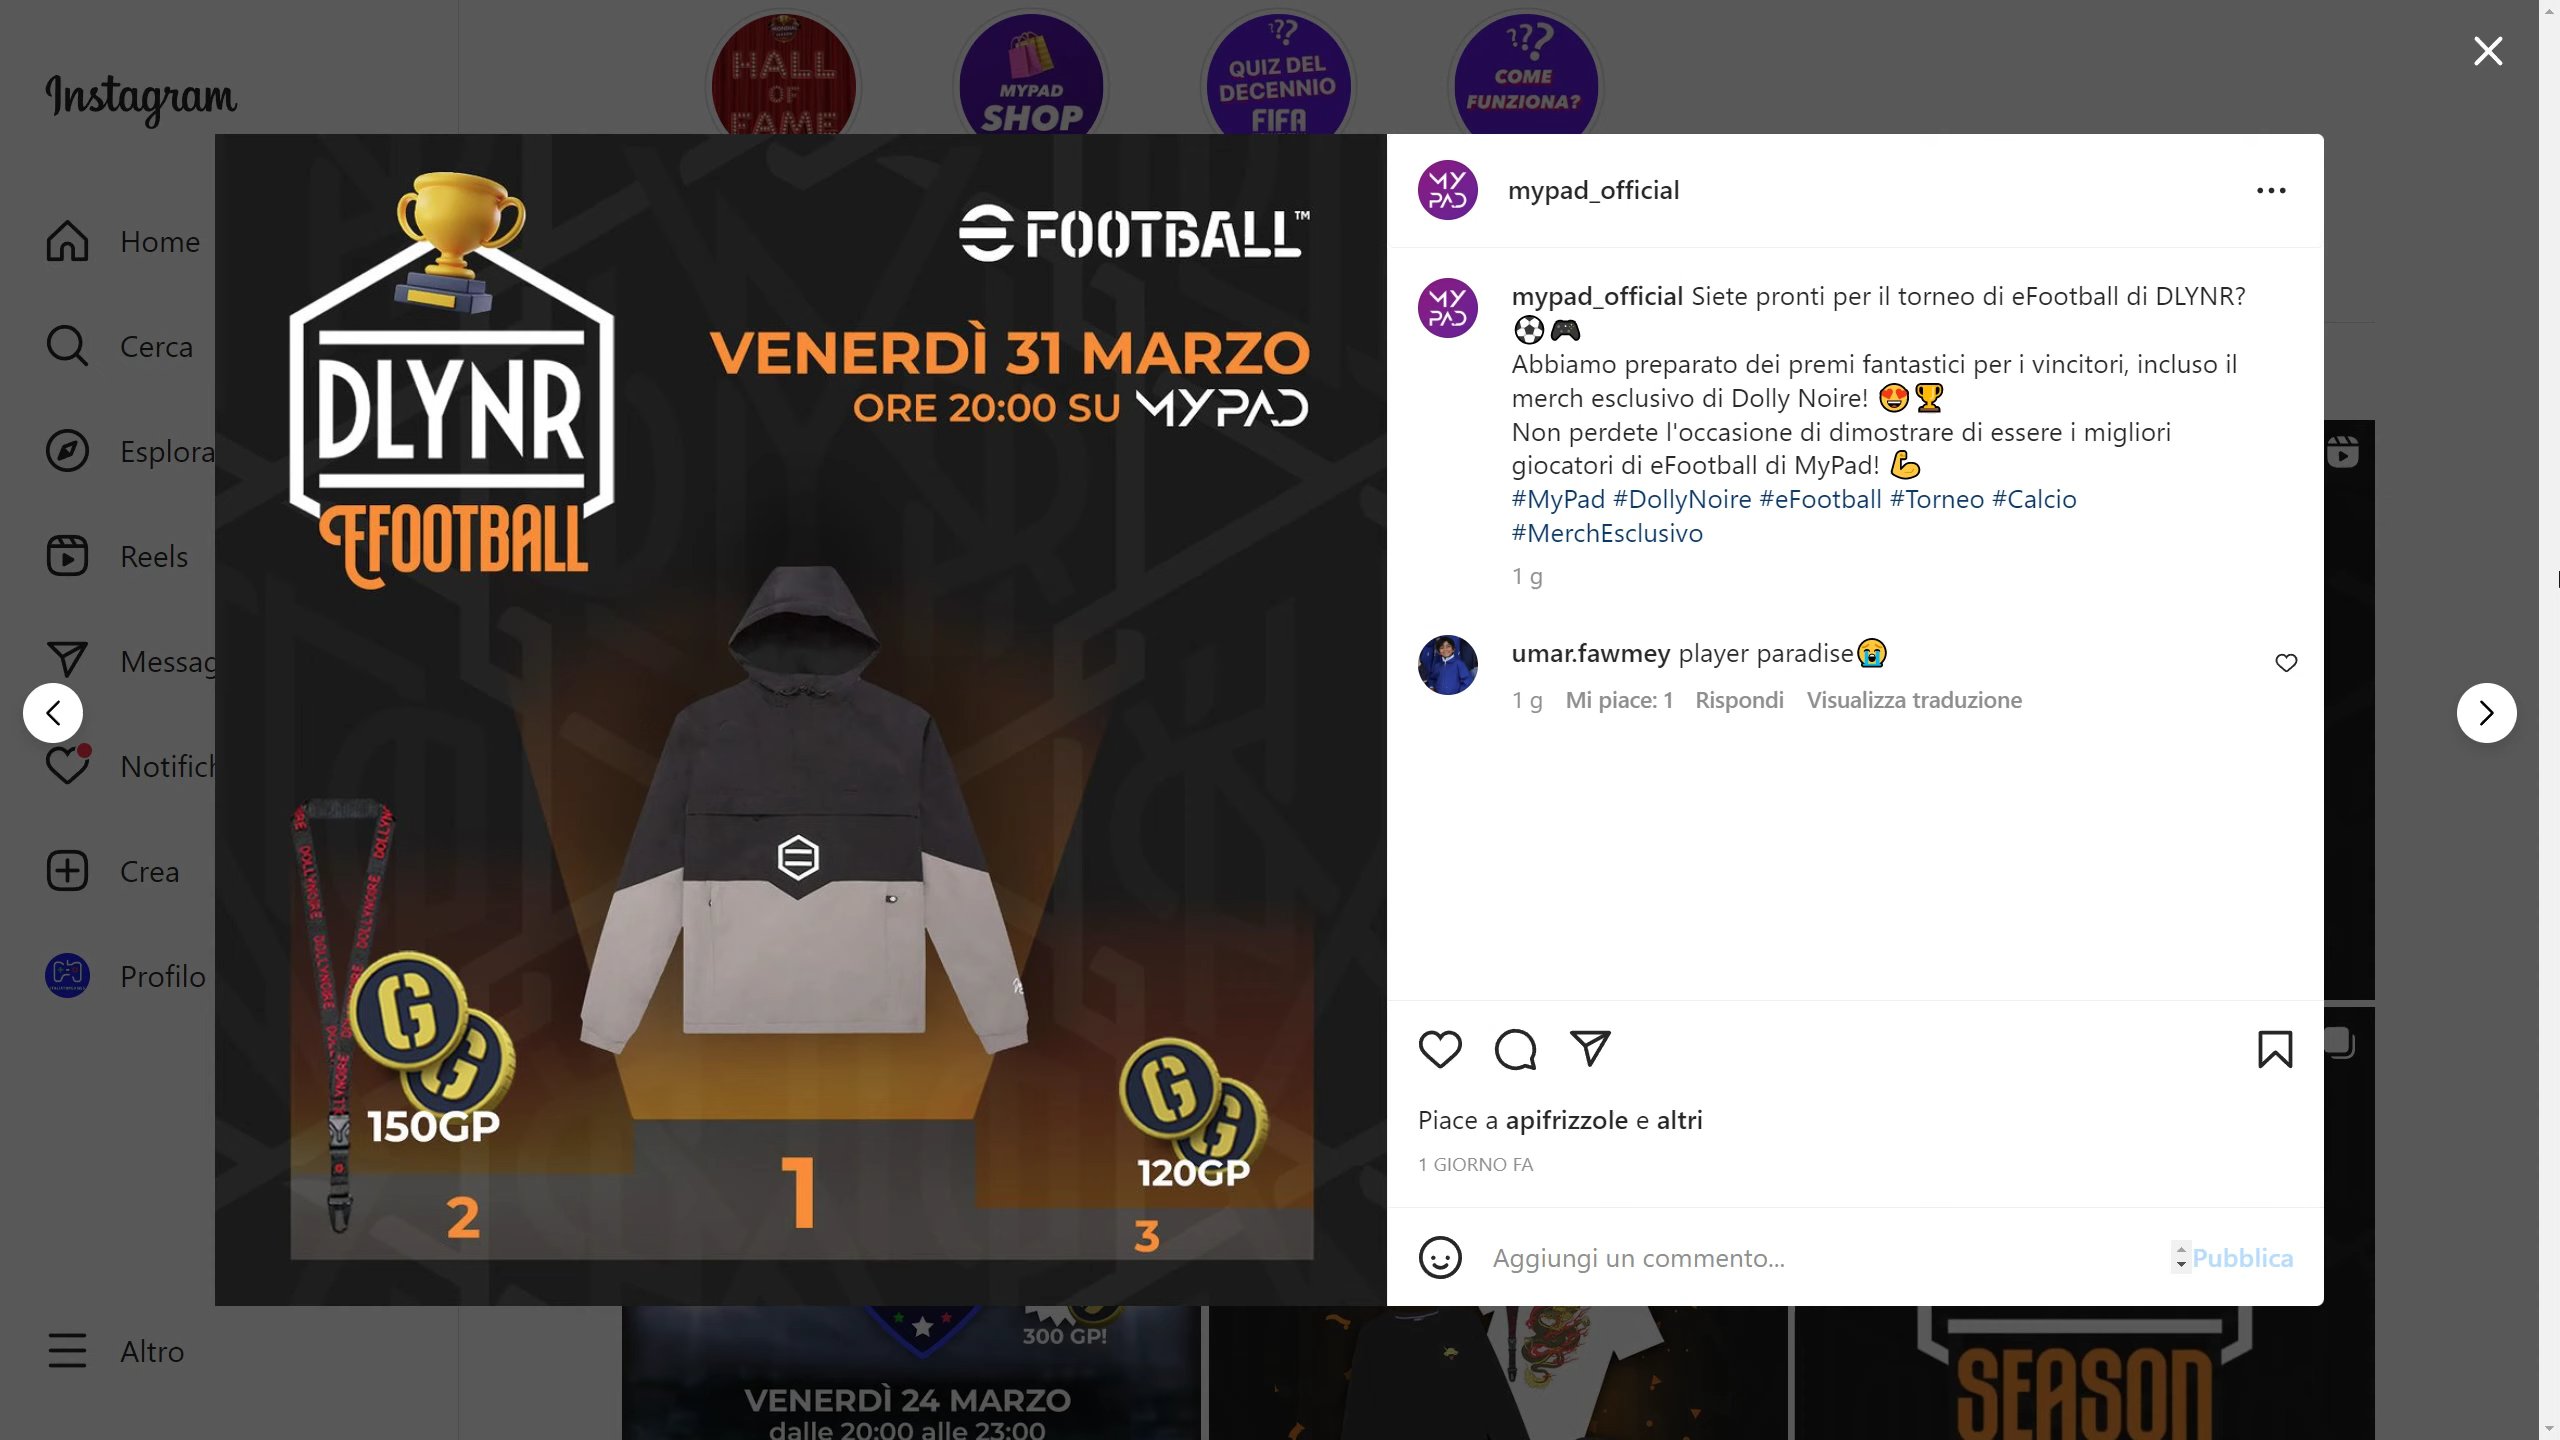 Instagram
Home
Cerca
Esplora
Reels
Messag
Notifich
Crea
Profilo
Altro
HALL
OF
FAME
MYPAD
SHOP
???
QUIZ DEL
DECENNIO
FIFA
???
COME
FUNZIONA?
DLYNR
EFOOTBALL
FOOTBALL™
VENERDÌ 31 MARZO
ORE 20:00 SU MYPAD
DOLLYNOIRE
150GP
120GP
2
1
3
MY
PAD
mypad_official
MY
PAD
mypad_official Siete pronti per il torneo di eFootball di DLYNR?
⚽🎮
Abbiamo preparato dei premi fantastici per i vincitori, incluso il
merch esclusivo di Dolly Noire! 😍🏆
Non perdete l'occasione di dimostrare di essere i migliori
giocatori di eFootball di MyPad! 💪
#MyPad #DollyNoire #eFootball #Torneo #Calcio
#MerchEsclusivo
1 g
umar.fawmey player paradise😭
1 g Mi piace: 1 Rispondi Visualizza traduzione
Piace a apifrizzole e altri
1 GIORNO FA
Aggiungi un commento...
Pubblica
300 GP!
VENERDÌ 24 MARZO
dalle 20:00 alle 23:00
SEASON